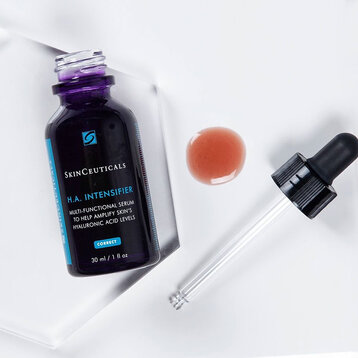 SKINCEUTICALS
H.A. INTENSIFIER
MULTI-FUNCTIONAL SERUM
TO HELP AMPLIFY SKIN'S
HYALURONIC ACID LEVELS
CORRECT
30 ml / 1 fl oz